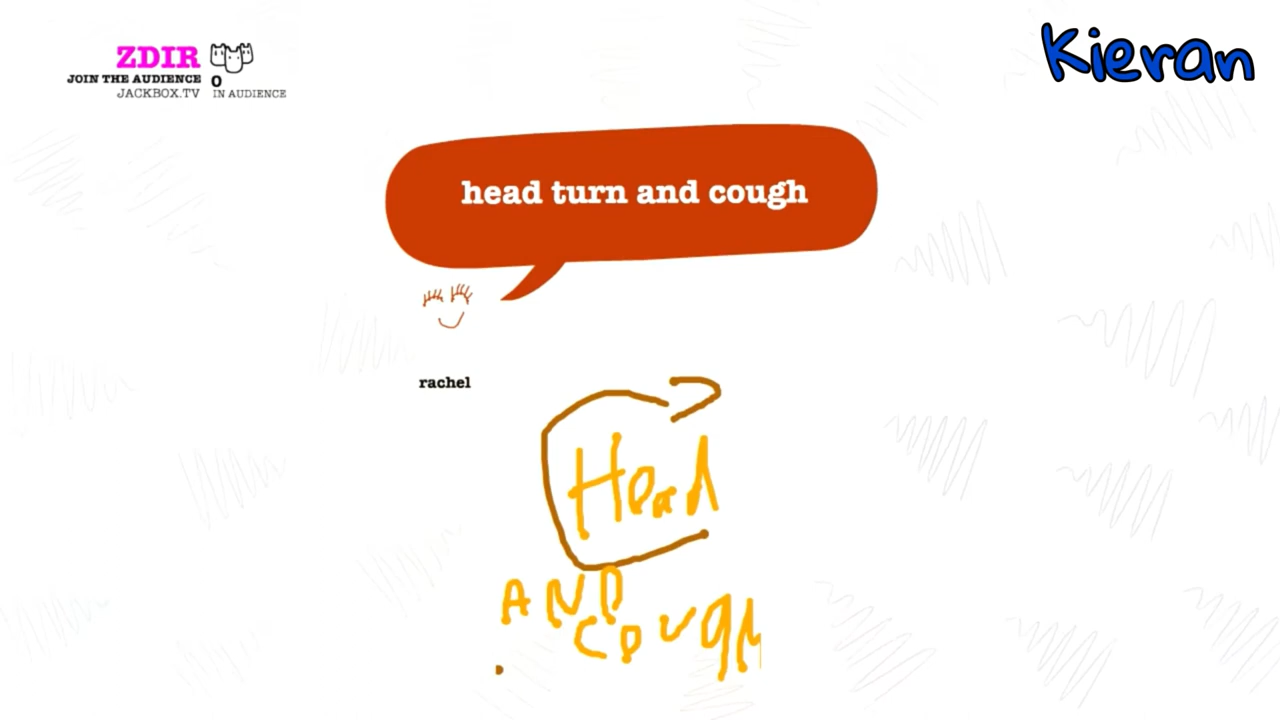 ZDIR
JOIN THE AUDIENCE
JACKBOX.TV
0
IN AUDIENCE
Kieran
head turn and cough
rachel
Head
AND
COUGH